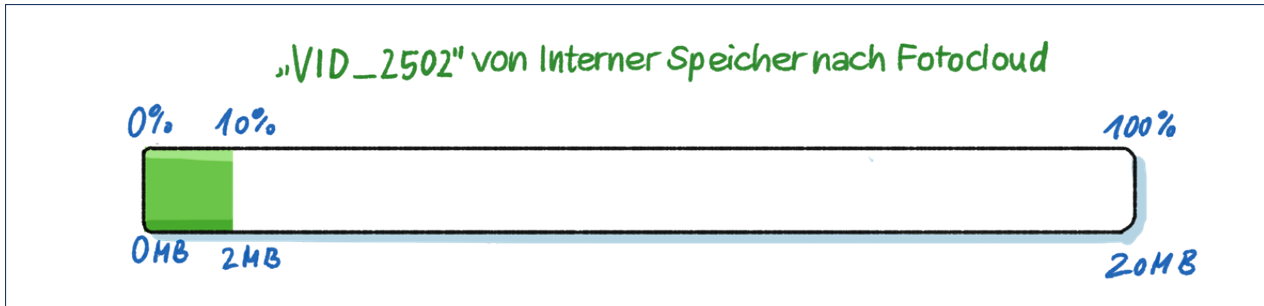 „VID_2502" von Interner Speicher nach Fotocloud
0% 10% 100%
0MB 2MB 20MB